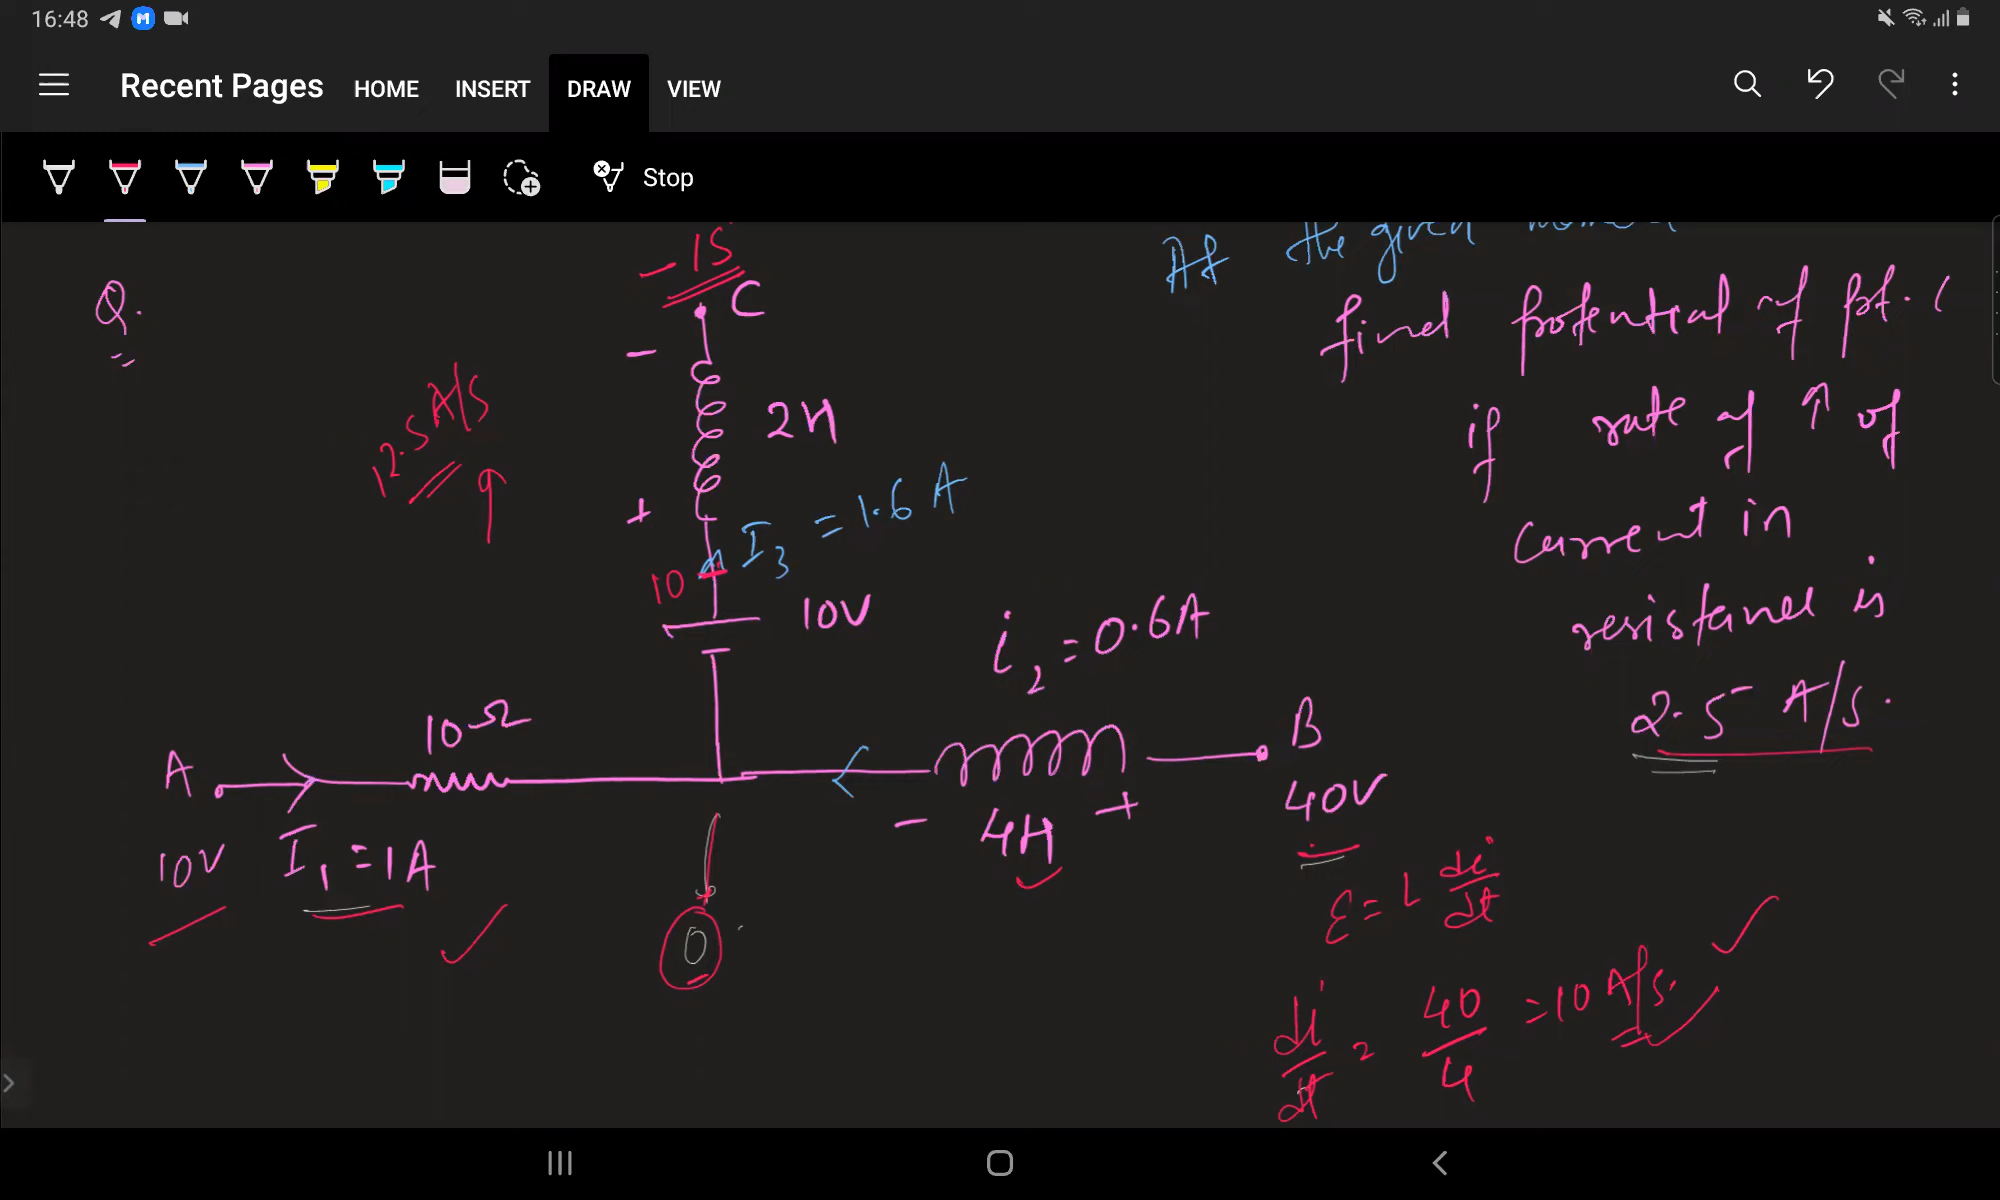 16:48
Recent Pages HOME INSERT DRAW VIEW
Stop
At the given
find potential of pt. C
if rate of ↑ of
current in
resistance is
2.5 A/s.
Q.
-15
C
-
2H
12.5 A/s ↑
+
I₃ = 1.6 A
10
10V
i₂ = 0.6A
10Ω
A
B
10V
I₁ = 1A
- 4H +
40V
0
ε = L di/dt
di/dt = 40/4 = 10 A/s.